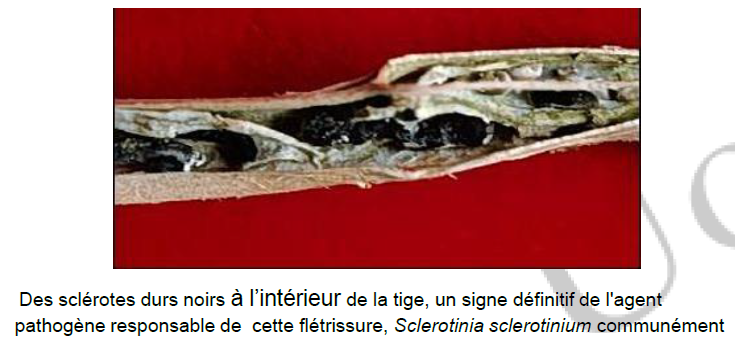 Des sclérotes durs noirs à l'intérieur de la tige, un signe définitif de l'agent
pathogène responsable de cette flétrissure, Sclerotinia sclerotinium communément